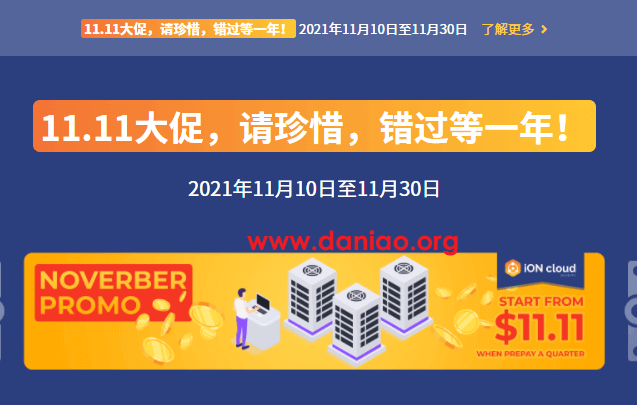 11.11大促，请珍惜，错过等一年！ 2021年11月10日至11月30日 了解更多 >
11.11大促，请珍惜，错过等一年！
2021年11月10日至11月30日
www.daniao.org
NOVERBER
PROMO
iON cloud
START FROM
$11.11
WHEN PREPAY A QUARTER